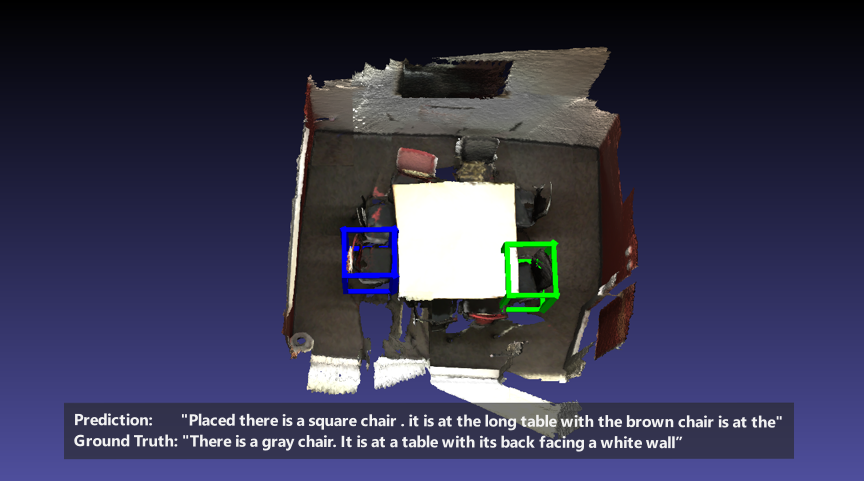 Prediction: "Placed there is a square chair . it is at the long table with the brown chair is at the"
Ground Truth: "There is a gray chair. It is at a table with its back facing a white wall”